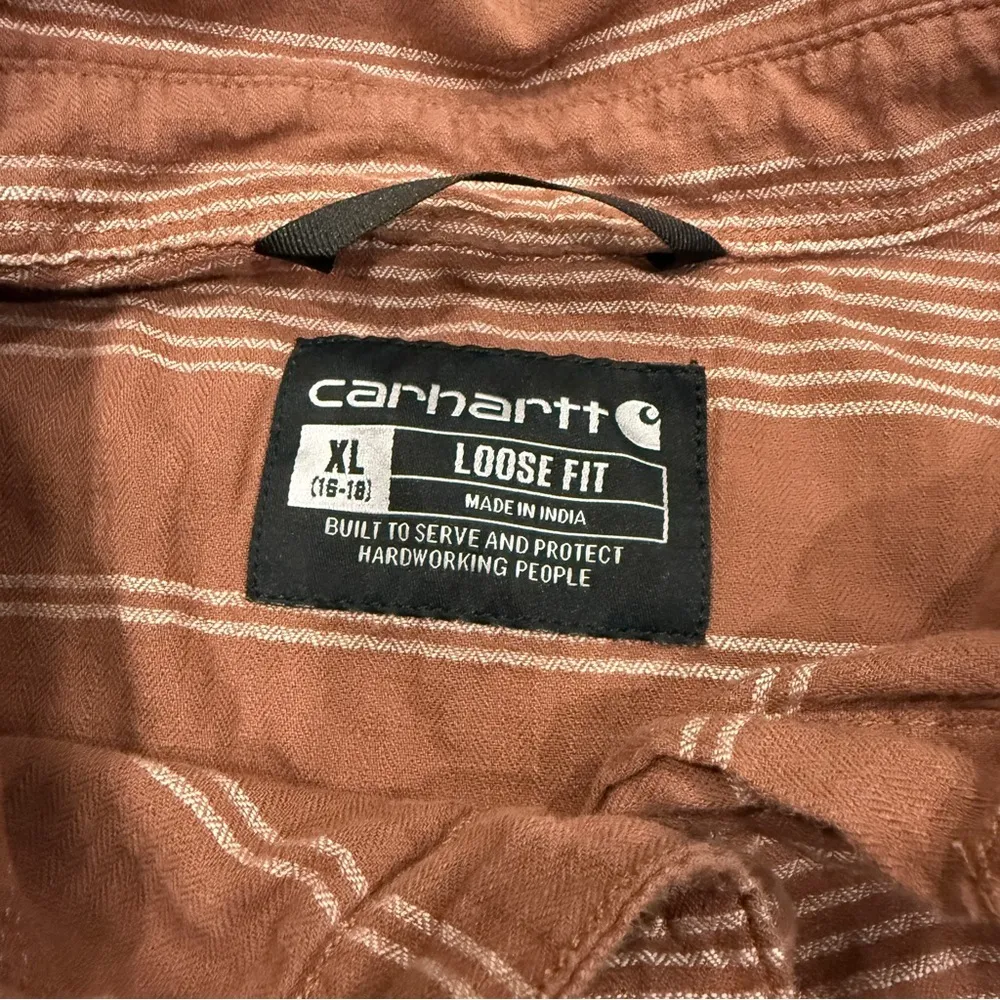 carhartt
XL
(16-18)
LOOSE FIT
MADE IN INDIA
BUILT TO SERVE AND PROTECT
HARDWORKING PEOPLE